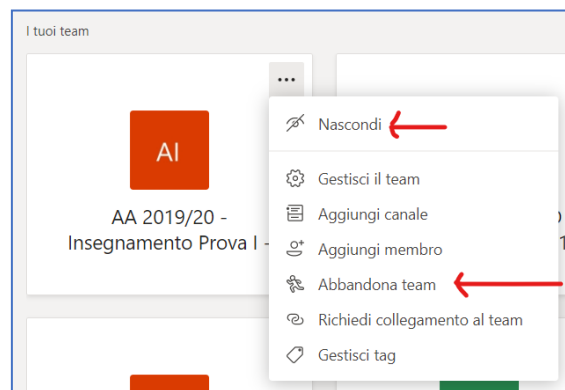 I tuoi team
...
AI
AA 2019/20 -
Insegnamento Prova I -
Nascondi
Gestisci il team
Aggiungi canale
Aggiungi membro
Abbandona team
Richiedi collegamento al team
Gestisci tag